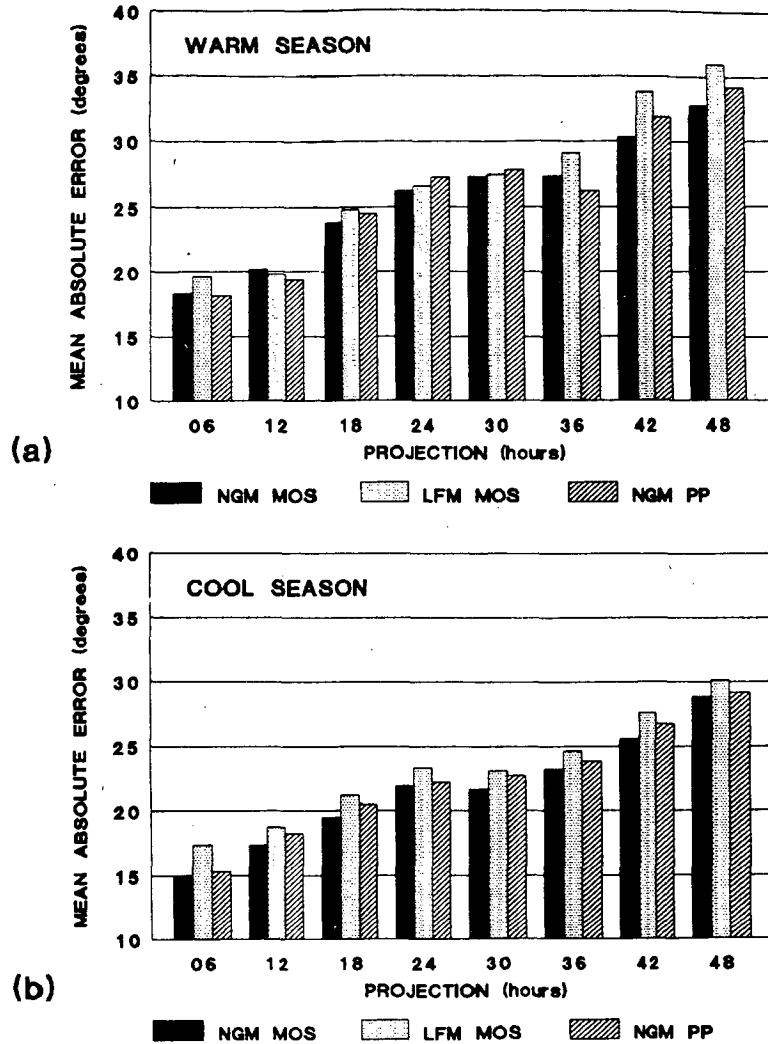 WARM SEASON
MEAN ABSOLUTE ERROR (degrees)
40
35
30
25
20
15
10
06 12 18 24 30 36 42 48
PROJECTION (hours)
(a)
NGM MOS LFM MOS NGM PP
COOL SEASON
MEAN ABSOLUTE ERROR (degrees)
40
35
30
25
20
15
10
06 12 18 24 30 36 42 48
PROJECTION (hours)
(b)
NGM MOS LFM MOS NGM PP